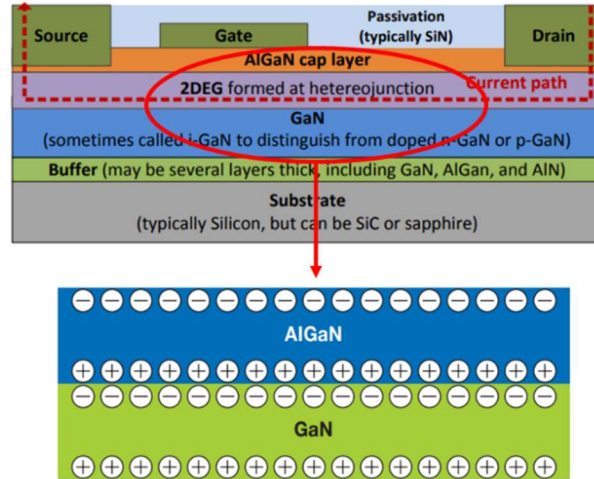 Source
Gate
Passivation
(typically SiN)
Drain
AlGaN cap layer
2DEG formed at hetereojunction
Current path
GaN
(sometimes called i-GaN to distinguish from doped n-GaN or p-GaN)
Buffer (may be several layers thick, including GaN, AlGan, and AlN)
Substrate
(typically Silicon, but can be SiC or sapphire)
AlGaN
GaN